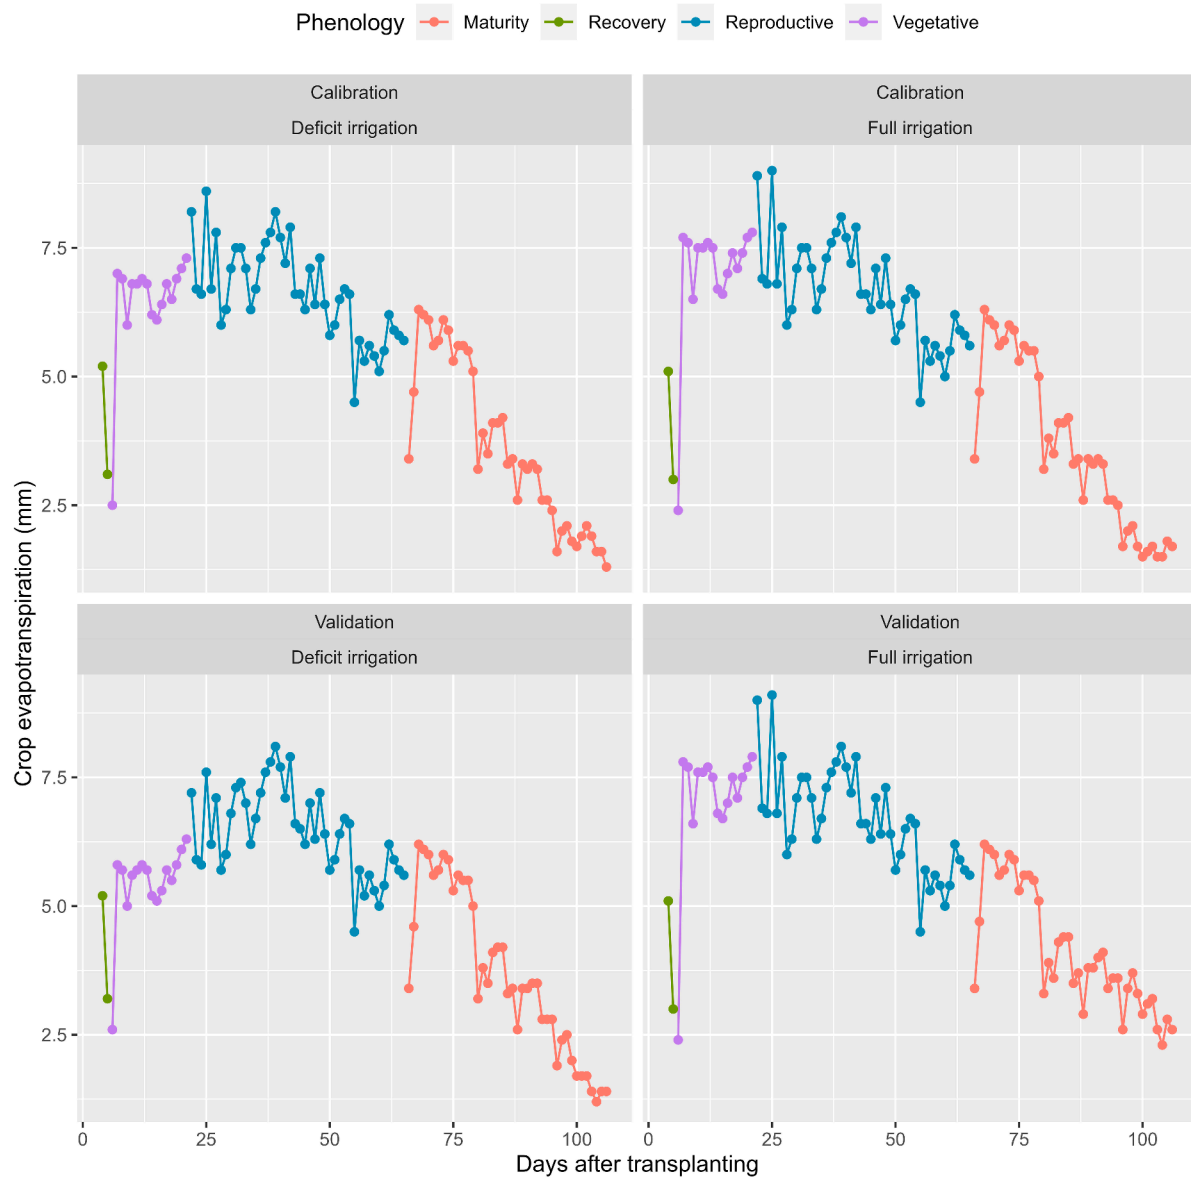 Phenology Maturity Recovery Reproductive Vegetative
Calibration Calibration
Deficit irrigation Full irrigation
7.5
5.0
2.5
Validation Validation
Deficit irrigation Full irrigation
7.5
5.0
2.5
Crop evapotranspiration (mm)
0 25 50 75 100 0 25 50 75 100
Days after transplanting